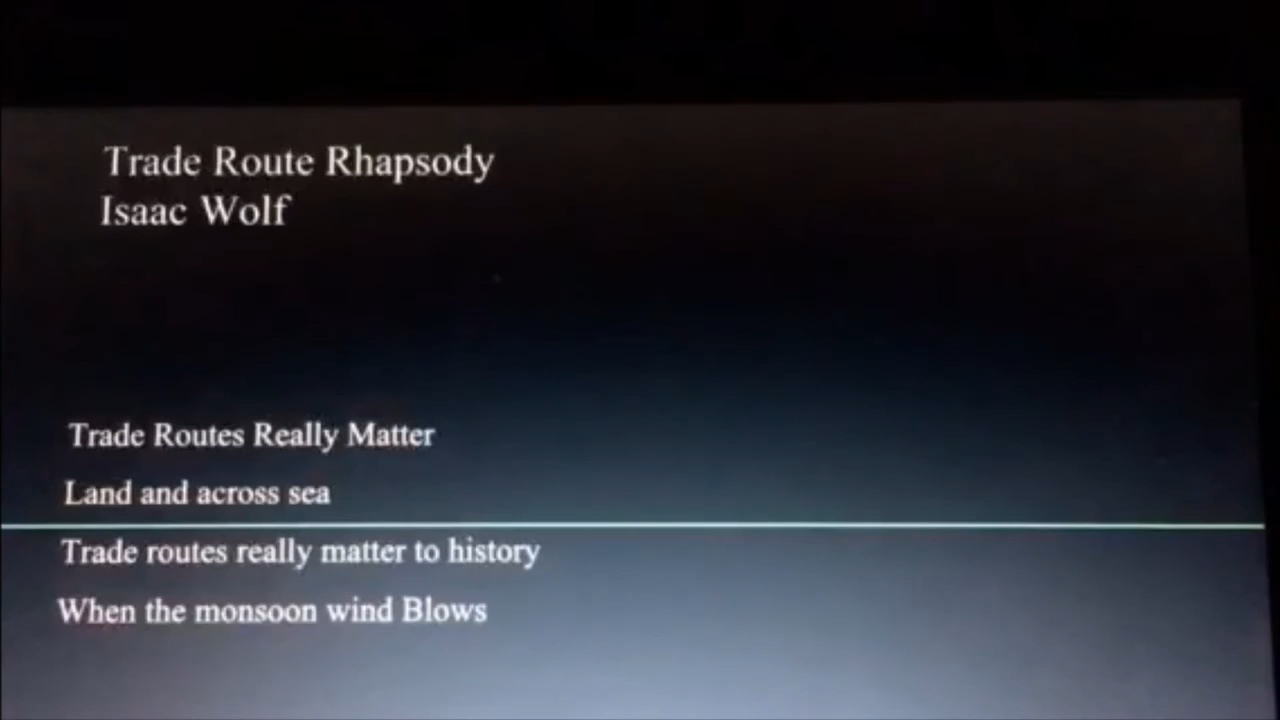 Trade Route Rhapsody
Isaac Wolf
Trade Routes Really Matter
Land and across sea
Trade routes really matter to history
When the monsoon wind Blows